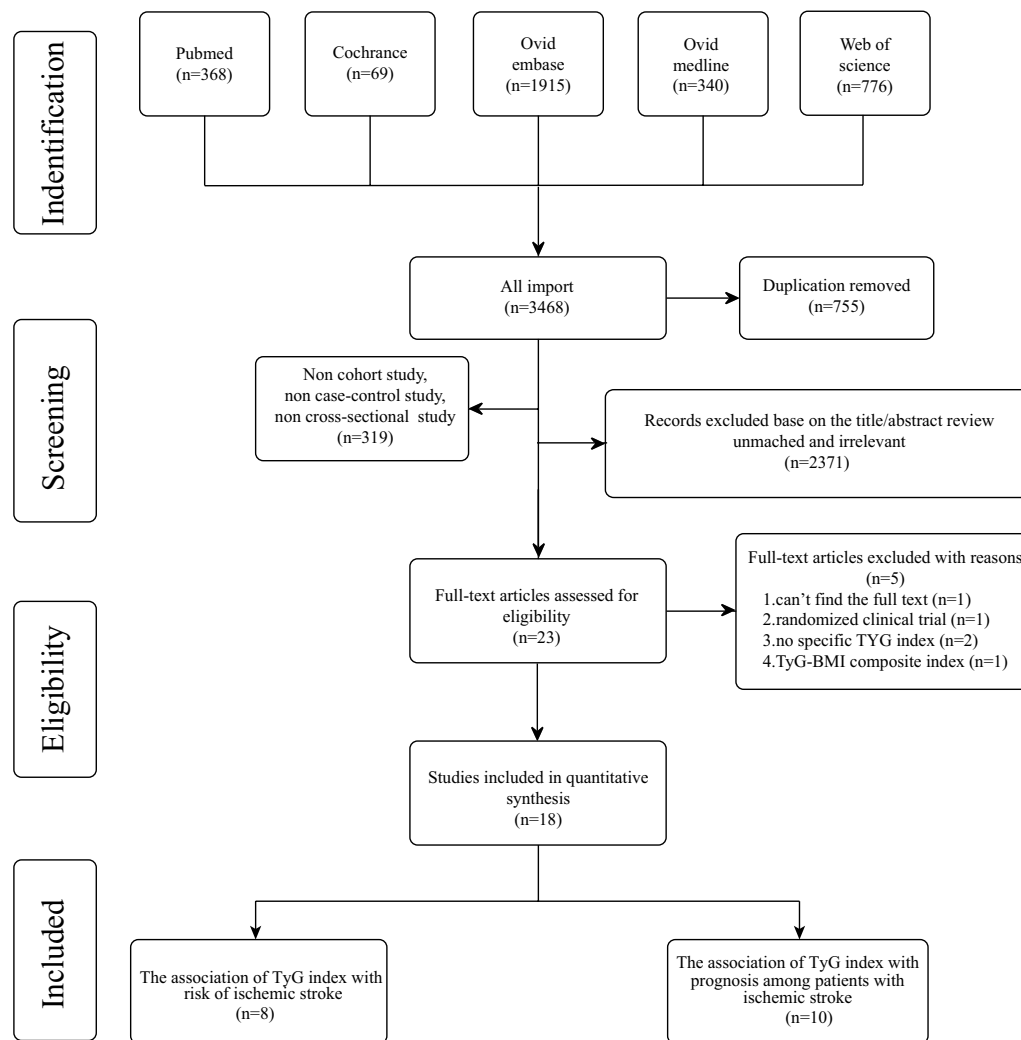 Indentification
Pubmed
(n=368)
Cochrance
(n=69)
Ovid
embase
(n=1915)
Ovid
medline
(n=340)
Web of
science
(n=776)
All import
(n=3468)
Duplication removed
(n=755)
Screening
Non cohort study,
non case-control study,
non cross-sectional study
(n=319)
Records excluded base on the title/abstract review
unmached and irrelevant
(n=2371)
Eligibility
Full-text articles assessed for
eligibility
(n=23)
Full-text articles excluded with reasons
(n=5)
1.can't find the full text (n=1)
2.randomized clinical trial (n=1)
3.no specific TYG index (n=2)
4.TyG-BMI composite index (n=1)
Studies included in quantitative
synthesis
(n=18)
Included
The association of TyG index with
risk of ischemic stroke
(n=8)
The association of TyG index with
prognosis among patients with
ischemic stroke
(n=10)